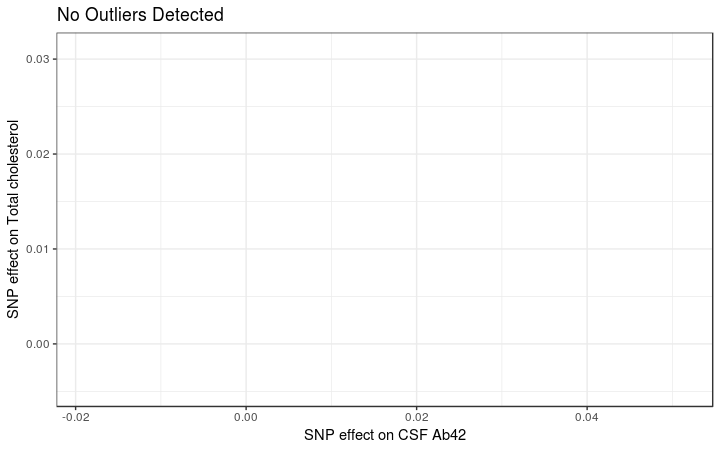 No Outliers Detected
SNP effect on Total cholesterol
0.03
0.02
0.01
0.00
-0.02
0.00
0.02
0.04
SNP effect on CSF Ab42